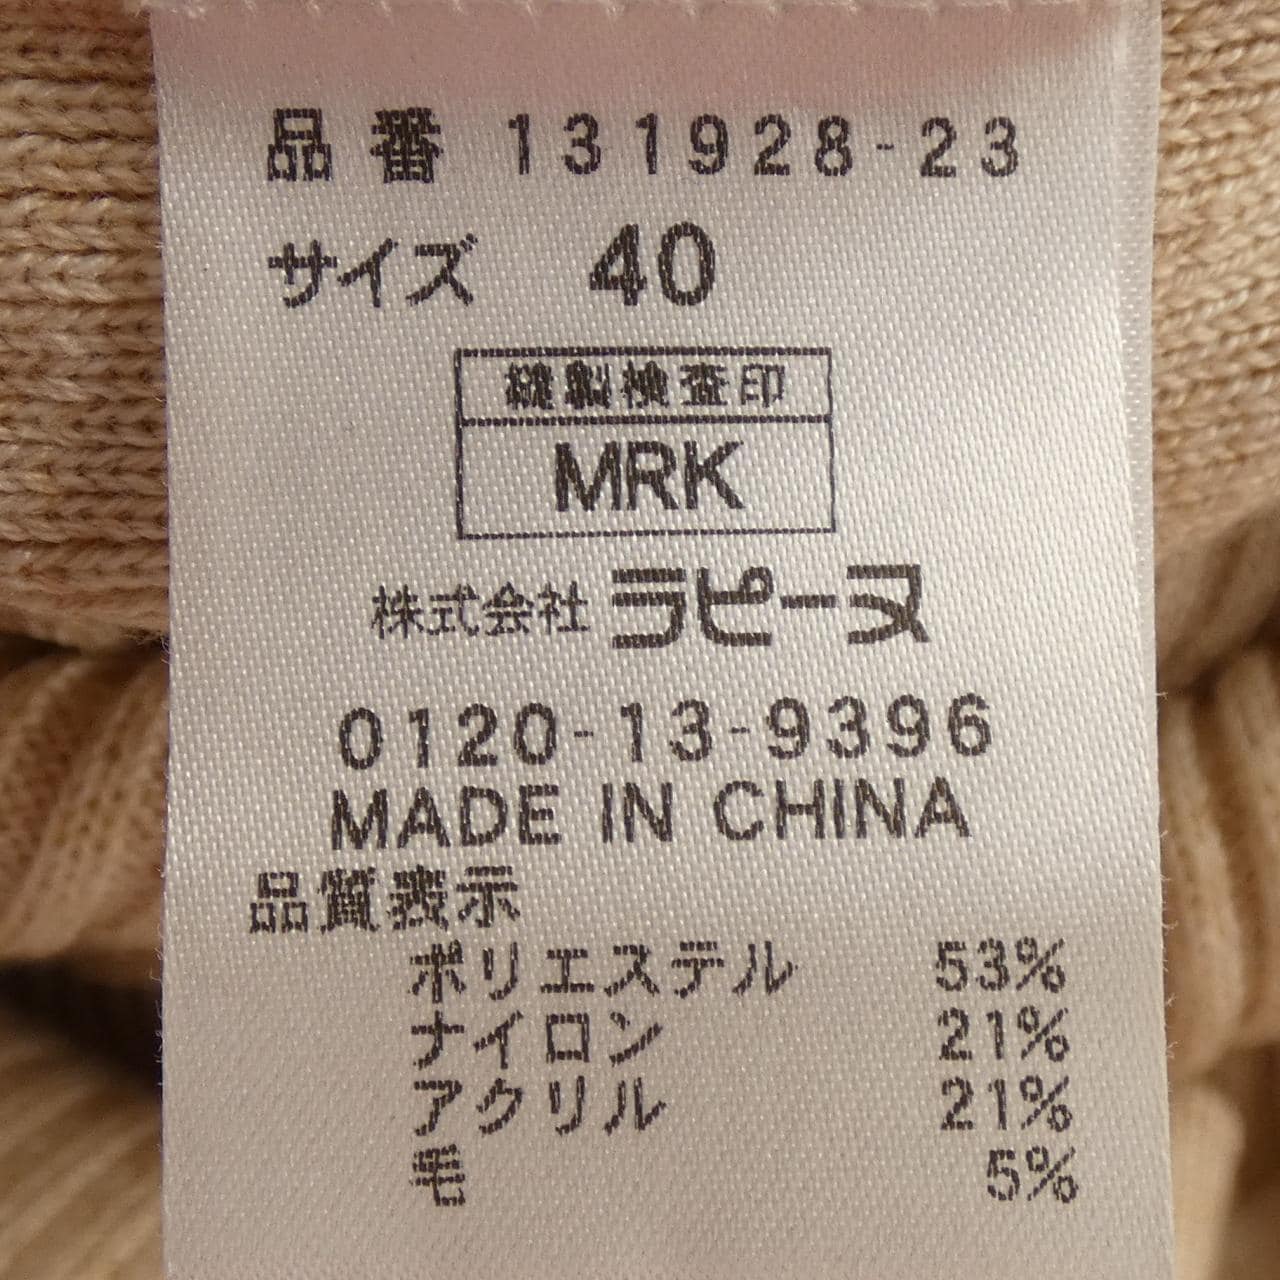 品番 131928-23
サイズ 40
縫製検査印
MRK
株式会社 ラピーヌ
0120-13-9396
MADE IN CHINA
品質表示
ポリエステル 53%
ナイロン 21%
アクリル 21%
毛 5%